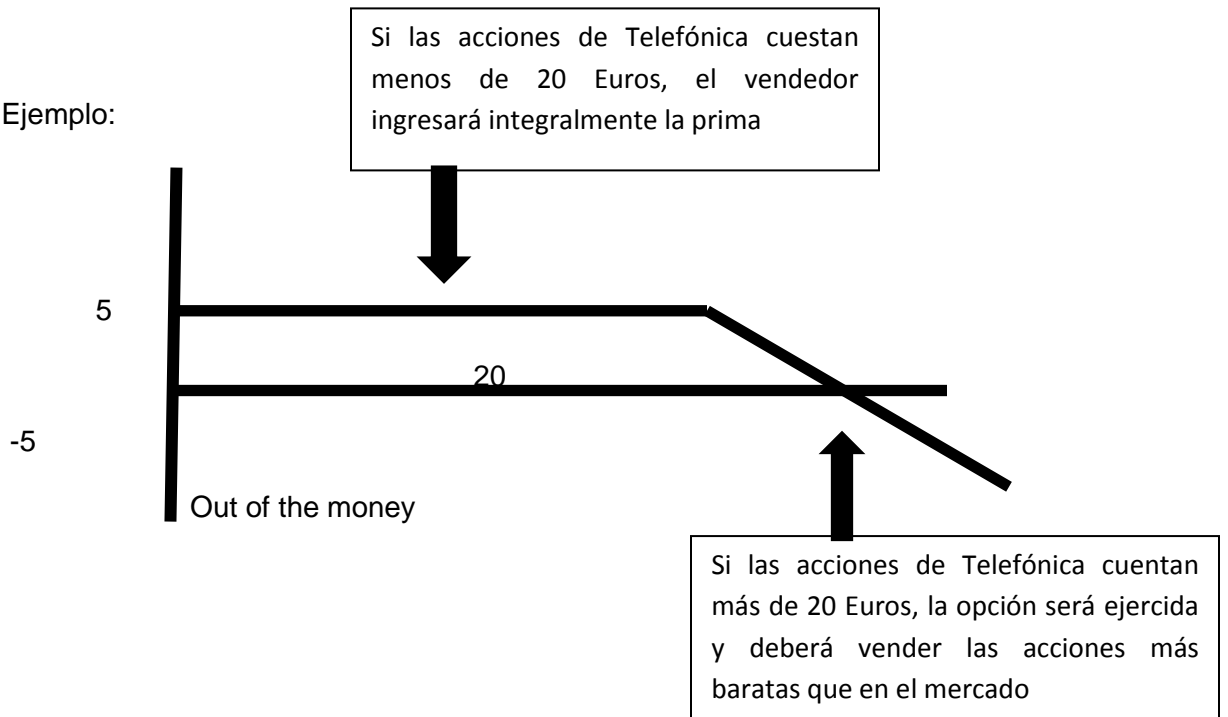 Si las acciones de Telefónica cuestan
menos de 20 Euros, el vendedor
ingresará integralmente la prima
Ejemplo:
5
20
-5
Out of the money
Si las acciones de Telefónica cuentan
más de 20 Euros, la opción será ejercida
y deberá vender las acciones más
baratas que en el mercado